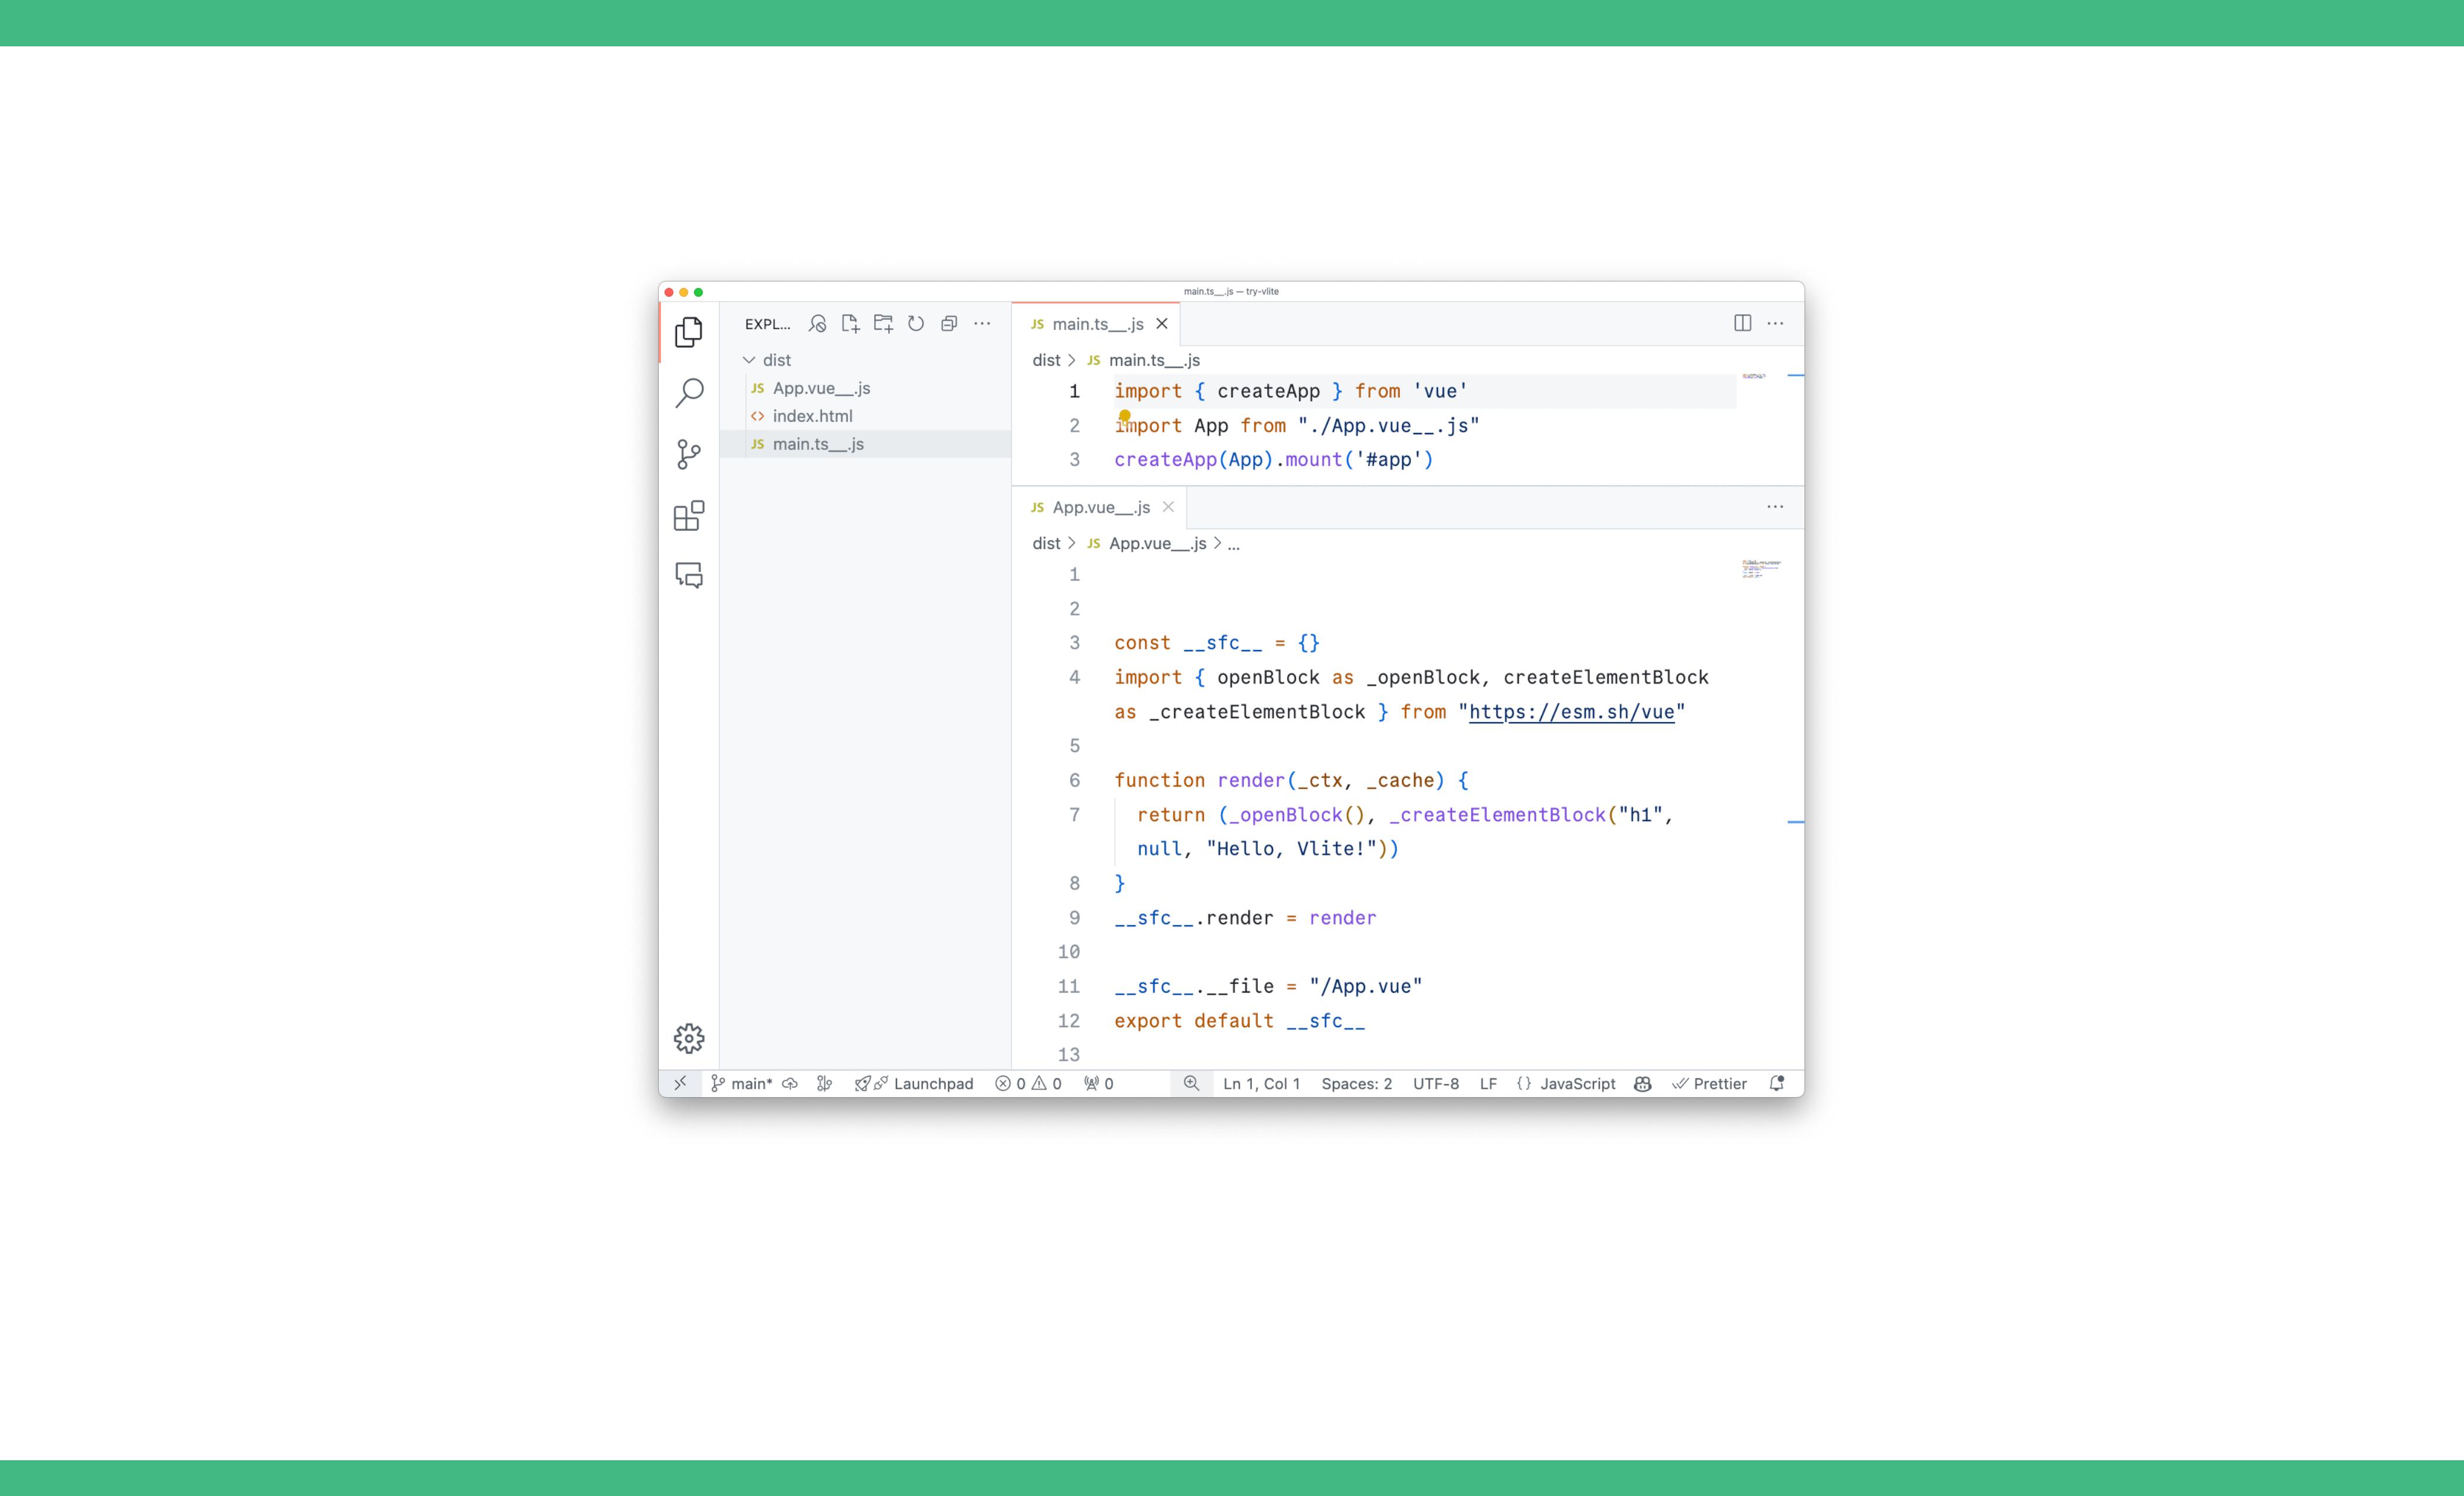 main.ts__.js — try-vlite
EXPL...
dist
JS App.vue__.js
<> index.html
JS main.ts__.js
JS main.ts__.js
dist > JS main.ts__.js
1 import { createApp } from 'vue'
2 import App from "./App.vue__.js"
3 createApp(App).mount('#app')
JS App.vue__.js
dist > JS App.vue__.js > ...
1
2
3 const __sfc__ = {}
4 import { openBlock as _openBlock, createElementBlock
as _createElementBlock } from "https://esm.sh/vue"
5
6 function render(_ctx, _cache) {
7 return (_openBlock(), _createElementBlock("h1",
null, "Hello, Vlite!"))
8 }
9 __sfc__.render = render
10
11 __sfc__.__file = "/App.vue"
12 export default __sfc__
13
main* Launchpad 0 0 0 Ln 1, Col 1 Spaces: 2 UTF-8 LF {} JavaScript Prettier